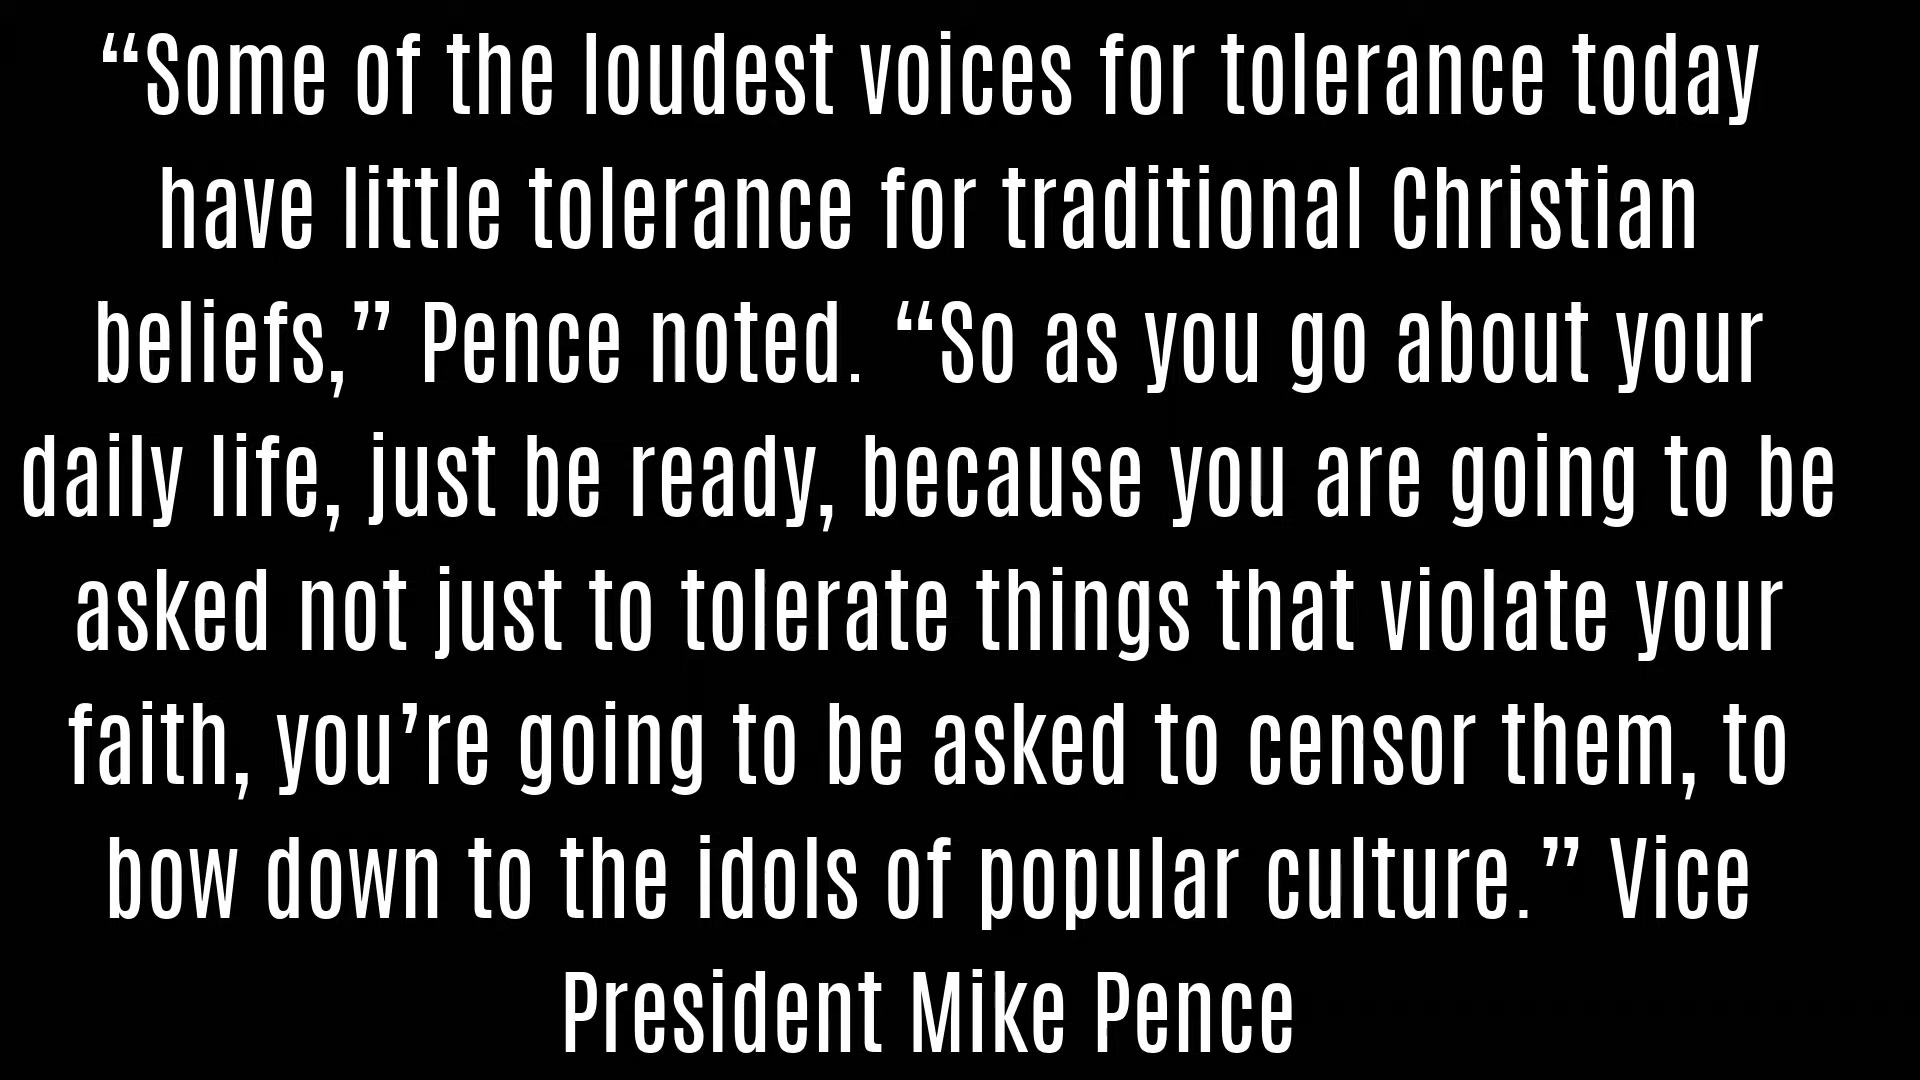 “Some of the loudest voices for tolerance today
have little tolerance for traditional Christian
beliefs,” Pence noted. “So as you go about your
daily life, just be ready, because you are going to be
asked not just to tolerate things that violate your
faith, you’re going to be asked to censor them, to
bow down to the idols of popular culture.” Vice
President Mike Pence